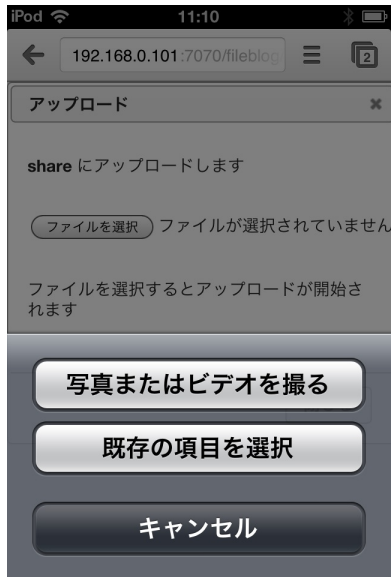 iPod 11:10
192.168.0.101:7070/fileblog 2
アップロード
share にアップロードします
ファイルを選択 ファイルが選択されていません
ファイルを選択するとアップロードが開始さ
れます
写真またはビデオを撮る
既存の項目を選択
キャンセル